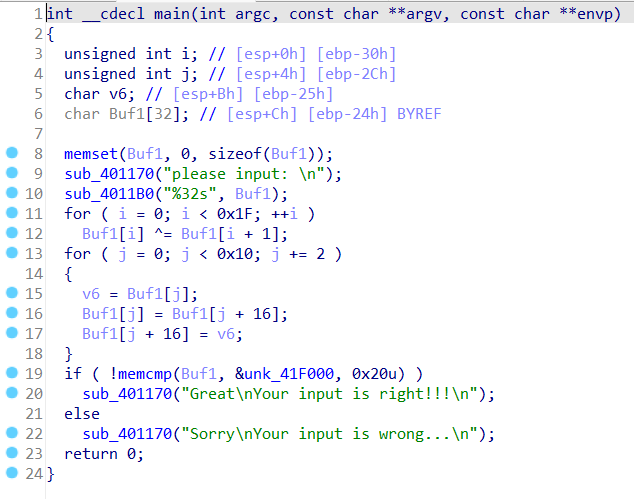 1 int __cdecl main(int argc, const char **argv, const char **envp)
2 {
3   unsigned int i; // [esp+0h] [ebp-30h]
4   unsigned int j; // [esp+4h] [ebp-2Ch]
5   char v6; // [esp+Bh] [ebp-25h]
6   char Buf1[32]; // [esp+Ch] [ebp-24h] BYREF
7
8   memset(Buf1, 0, sizeof(Buf1));
9   sub_401170("please input: \n");
10   sub_4011B0("%32s", Buf1);
11   for ( i = 0; i < 0x1F; ++i )
12     Buf1[i] ^= Buf1[i + 1];
13   for ( j = 0; j < 0x10; j += 2 )
14   {
15     v6 = Buf1[j];
16     Buf1[j] = Buf1[j + 16];
17     Buf1[j + 16] = v6;
18   }
19   if ( !memcmp(Buf1, &unk_41F000, 0x20u) )
20     sub_401170("Great\nYour input is right!!!\n");
21   else
22     sub_401170("Sorry\nYour input is wrong...\n");
23   return 0;
24 }